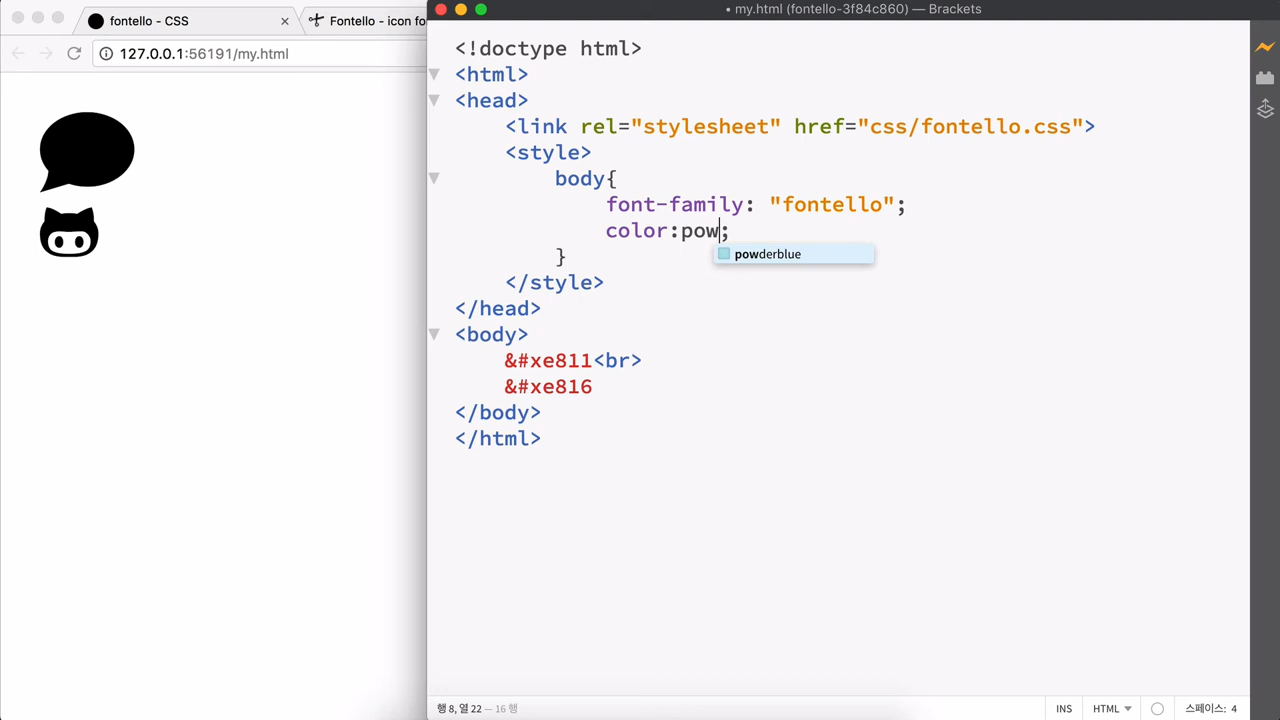 fontello - CSS
Fontello - icon fo
127.0.0.1:56191/my.html
• my.html (fontello-3f84c860) — Brackets
<!doctype html>
<html>
<head>
<link rel="stylesheet" href="css/fontello.css">
<style>
body{
font-family: "fontello";
color:pow;
powderblue
}
</style>
</head>
<body>
&#xe811<br>
&#xe816
</body>
</html>
행 8, 열 22 — 16 행
INS
HTML
스페이스: 4